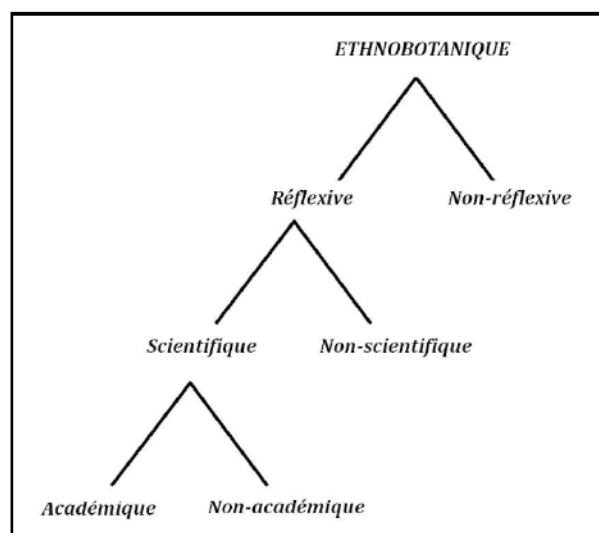 ETHNOBOTANIQUE
Réflexive Non-réflexive
Scientifique Non-scientifique
Académique Non-académique